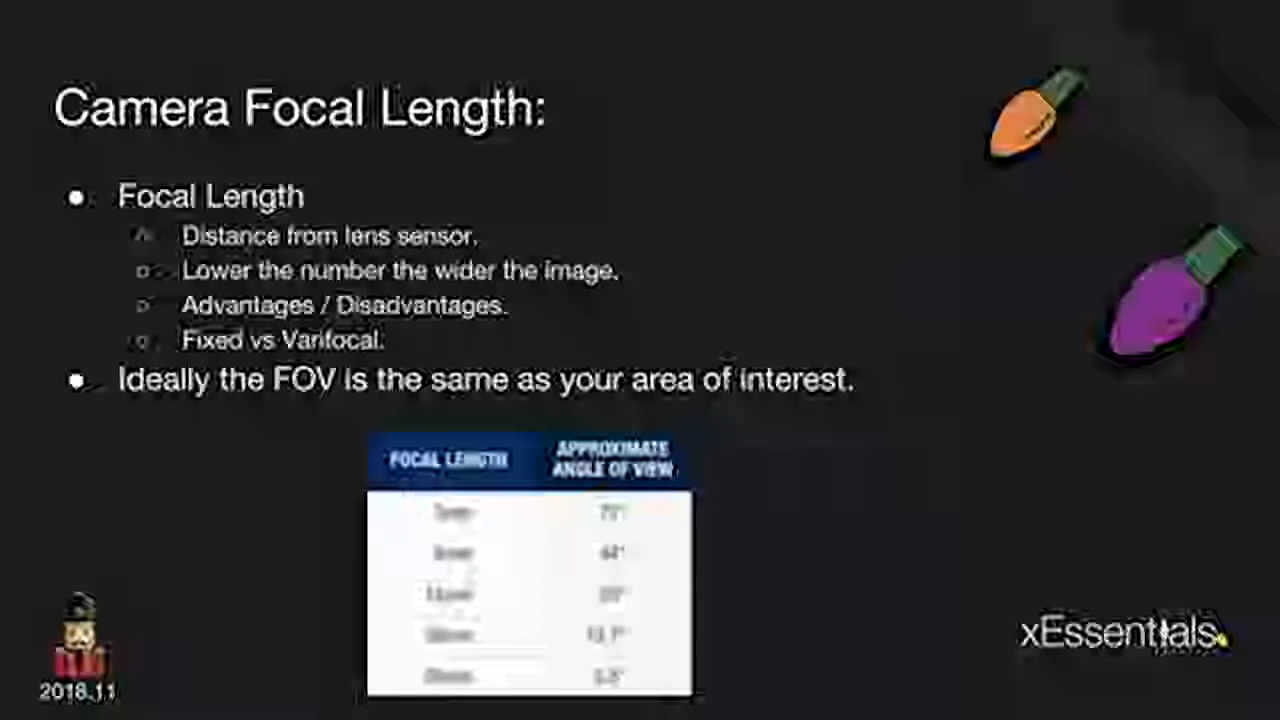 Camera Focal Length:
Focal Length
Distance from lens sensor.
Lower the number the wider the image.
Advantages / Disadvantages.
Fixed vs Varifocal.
Ideally the FOV is the same as your area of interest.
FOCAL LENGTH
APPROXIMATE
ANGLE OF VIEW
xEssentials
2018.11